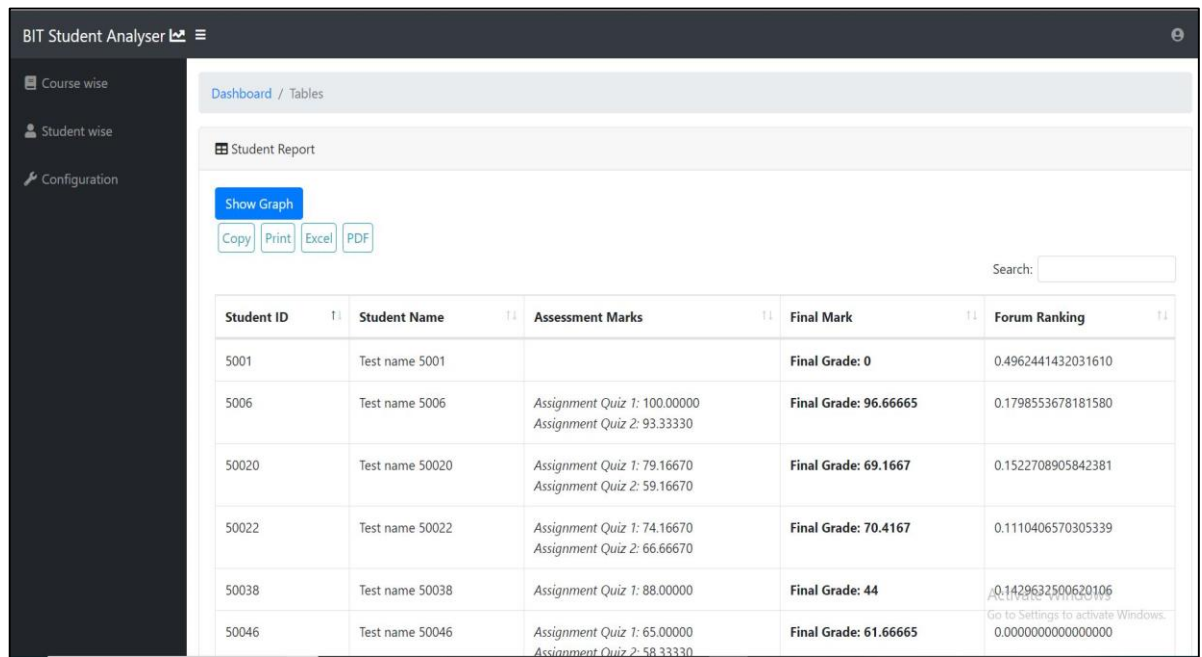 BIT Student Analyser
Course wise
Student wise
Configuration
Dashboard / Tables
Student Report
Show Graph
Copy Print Excel PDF
Search:
Student ID Student Name Assessment Marks Final Mark Forum Ranking
5001 Test name 5001 Final Grade: 0 0.4962441432031610
5006 Test name 5006 Assignment Quiz 1: 100.00000 Final Grade: 96.66665 0.1798553678181580
Assignment Quiz 2: 93.33330
50020 Test name 50020 Assignment Quiz 1: 79.16670 Final Grade: 69.1667 0.1522708905842381
Assignment Quiz 2: 59.16670
50022 Test name 50022 Assignment Quiz 1: 74.16670 Final Grade: 70.4167 0.1110406570305339
Assignment Quiz 2: 66.66670
50038 Test name 50038 Assignment Quiz 1: 88.00000 Final Grade: 44 0.1429632500620106
Activate Windows
Go to Settings to activate Windows.
50046 Test name 50046 Assignment Quiz 1: 65.00000 Final Grade: 61.66665 0.0000000000000000
Assignment Quiz 2: 58.33330